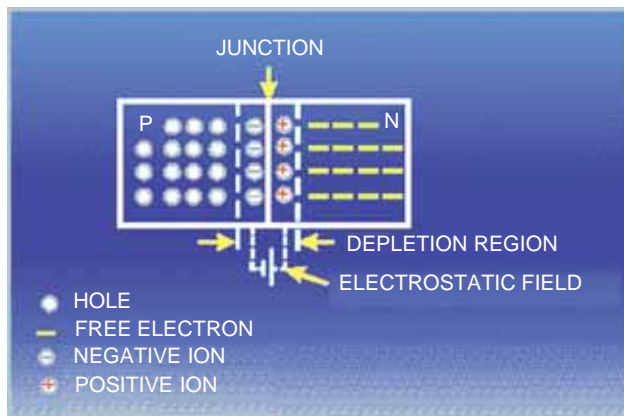 JUNCTION
P N
DEPLETION REGION
ELECTROSTATIC FIELD
HOLE
FREE ELECTRON
NEGATIVE ION
POSITIVE ION